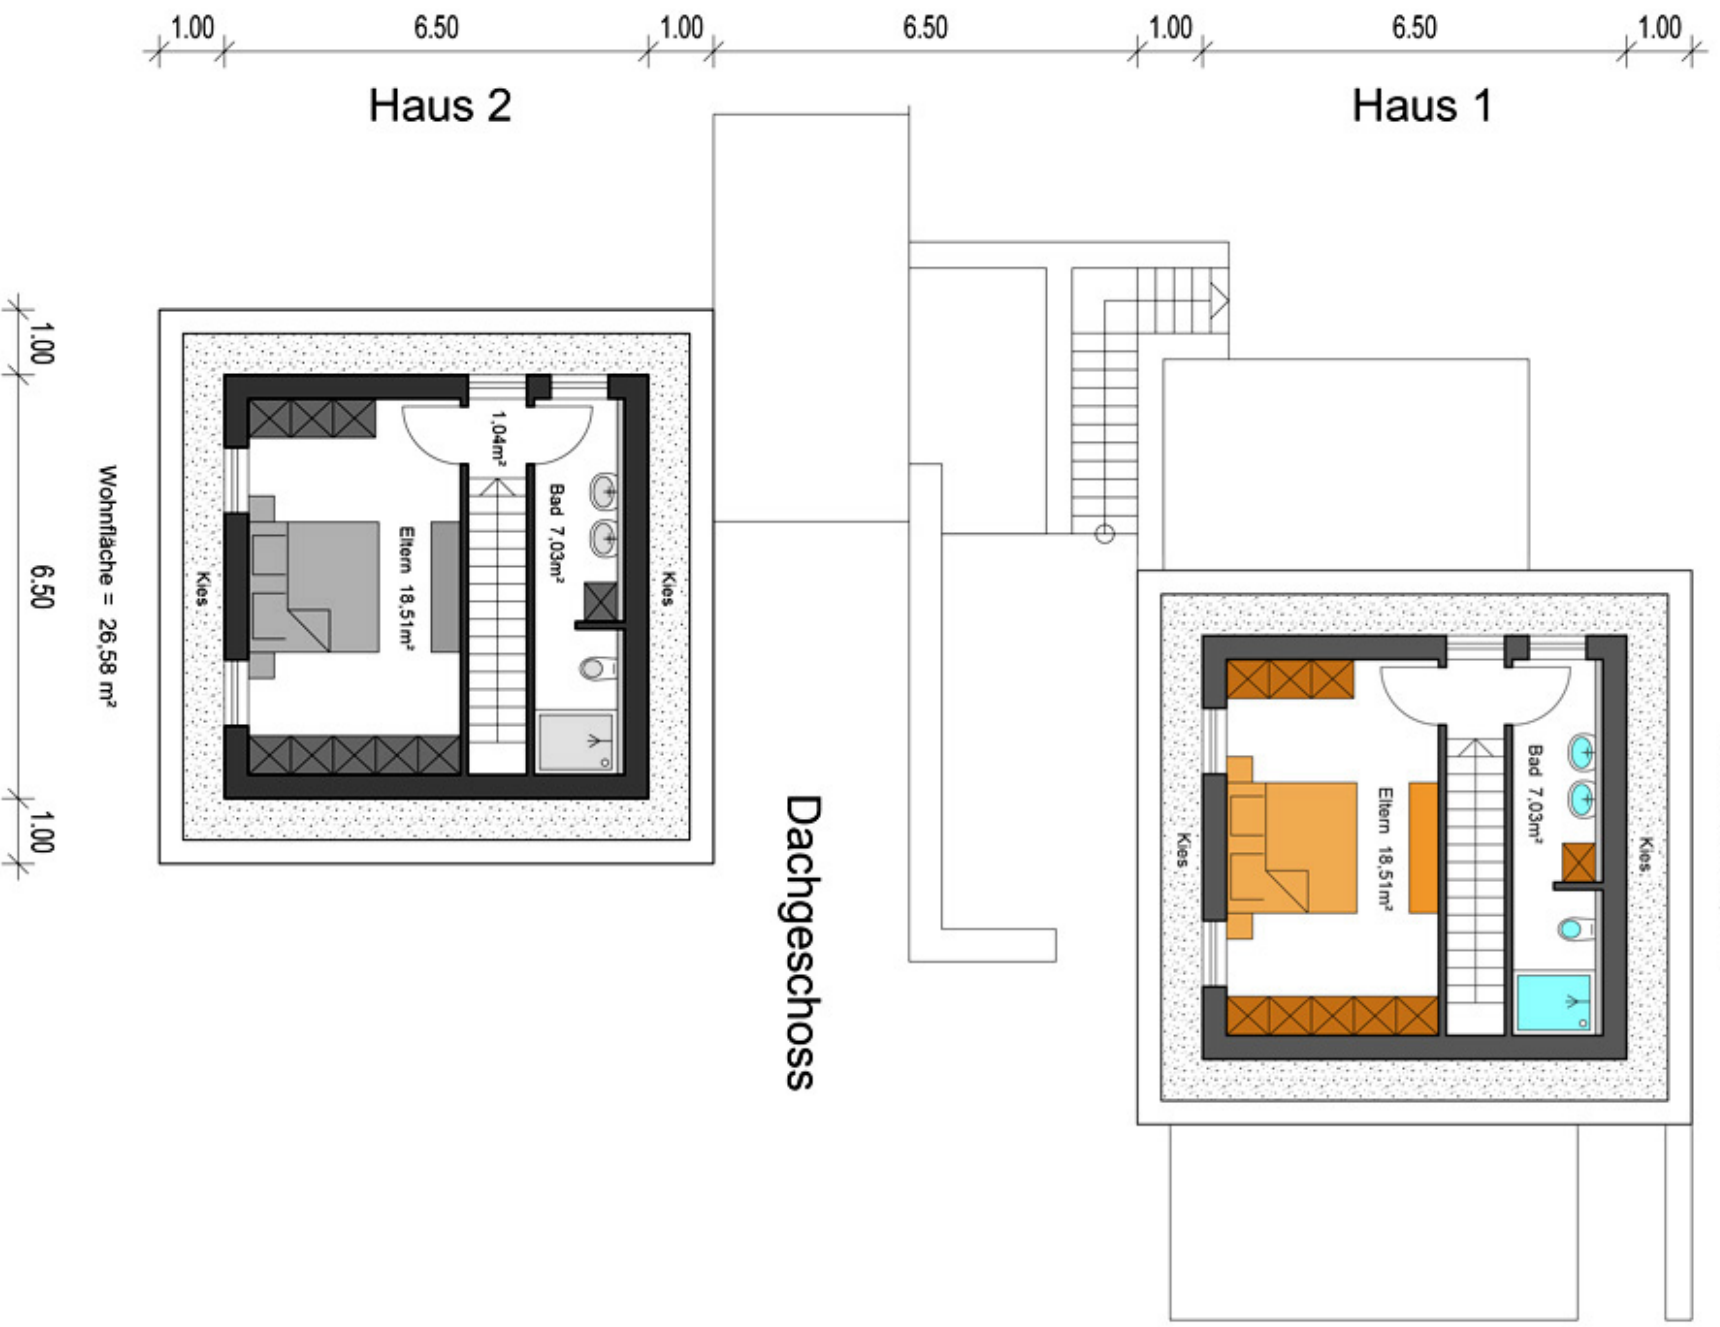 1.00 6.50 1.00 6.50 1.00 6.50 1.00
Haus 2
Haus 1
1.00
6.50
1.00
Wohnfläche = 26,58 m²
Kies
Eltern 18,51m²
1,04m²
Bad 7,03m²
Kies
Dachgeschoss
Kies
Eltern 18,51m²
Bad 7,03m²
Kies